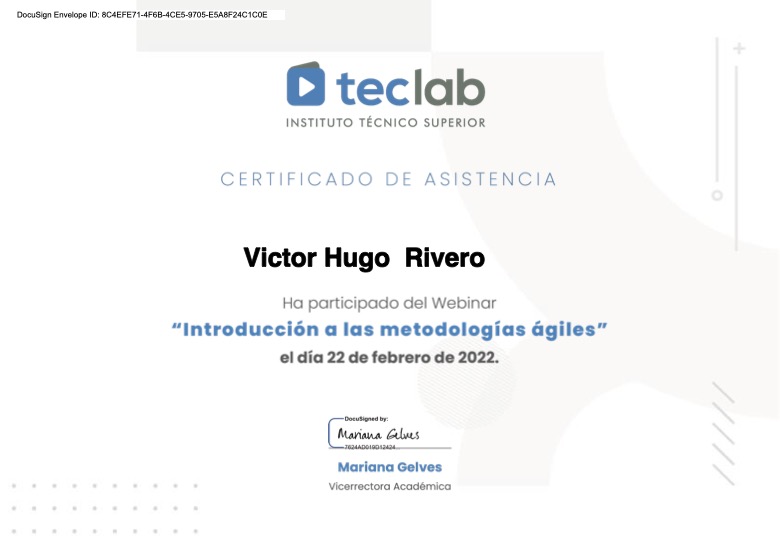 DocuSign Envelope ID: 8C4EFE71-4F6B-4CE5-9705-E5A8F24C1C0E
teclab
INSTITUTO TÉCNICO SUPERIOR
CERTIFICADO DE ASISTENCIA
Victor Hugo Rivero
Ha participado del Webinar
“Introducción a las metodologías ágiles”
el día 22 de febrero de 2022.
DocuSigned by:
Mariana Gelves
7624AD019D12424...
Mariana Gelves
Vicerrectora Académica